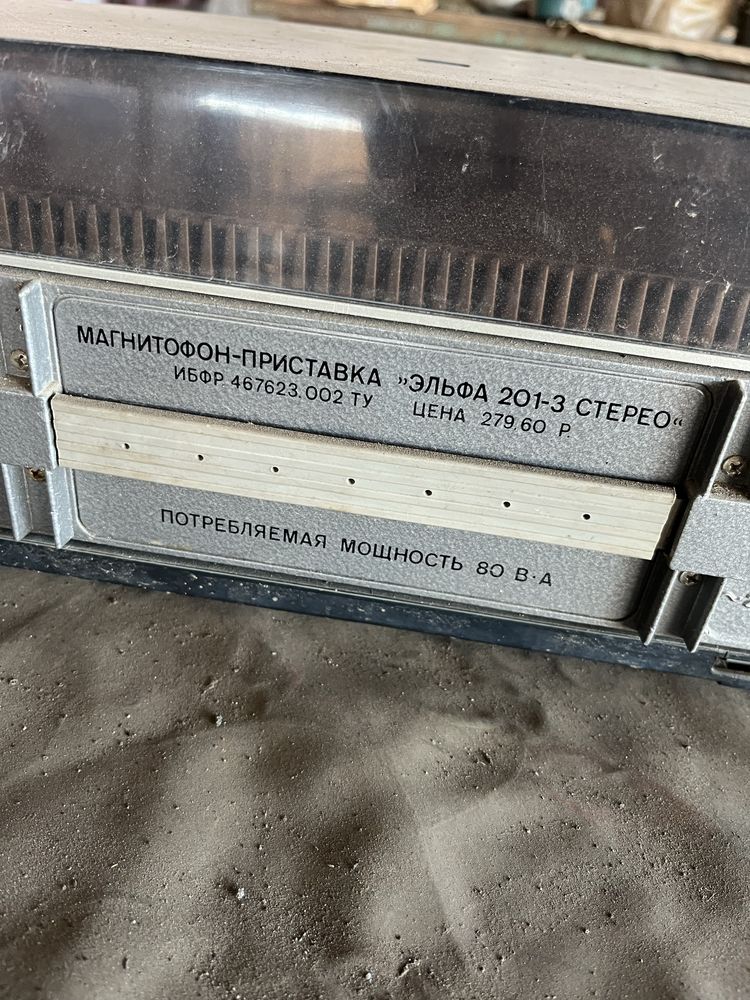 МАГНИТОФОН-ПРИСТАВКА „ЭЛЬФА 201-3 СТЕРЕО“
ИБФР 467623.002 ТУ ЦЕНА 279.60 Р.
ПОТРЕБЛЯЕМАЯ МОЩНОСТЬ 80 В·А